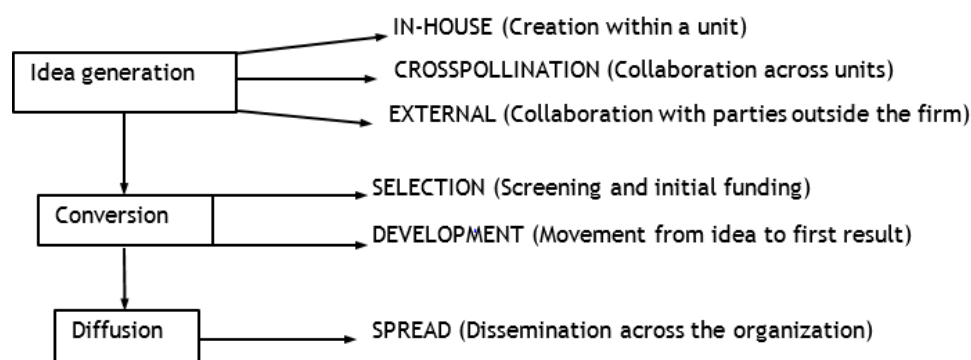 IN-HOUSE (Creation within a unit)
Idea generation
CROSSPOLLINATION (Collaboration across units)
EXTERNAL (Collaboration with parties outside the firm)
SELECTION (Screening and initial funding)
Conversion
DEVELOPMENT (Movement from idea to first result)
Diffusion
SPREAD (Dissemination across the organization)